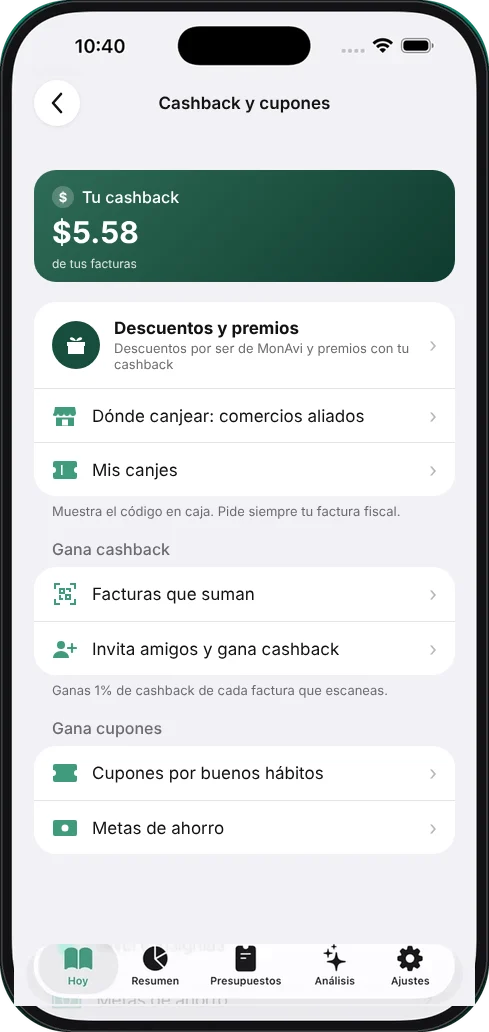 10:40
Cashback y cupones
$ Tu cashback
$5.58
de tus facturas
Descuentos y premios
Descuentos por ser de MonAvi y premios con tu
cashback
Dónde canjear: comercios aliados
Mis canjes
Muestra el código en caja. Pide siempre tu factura fiscal.
Gana cashback
Facturas que suman
Invita amigos y gana cashback
Ganas 1% de cashback de cada factura que escaneas.
Gana cupones
Cupones por buenos hábitos
Metas de ahorro
Hoy
Resumen
Presupuestos
Análisis
Ajustes
Metas de ahorro